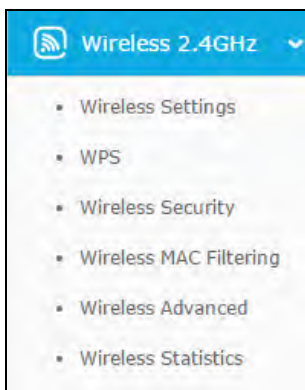 Wireless 2.4GHz
Wireless Settings
WPS
Wireless Security
Wireless MAC Filtering
Wireless Advanced
Wireless Statistics